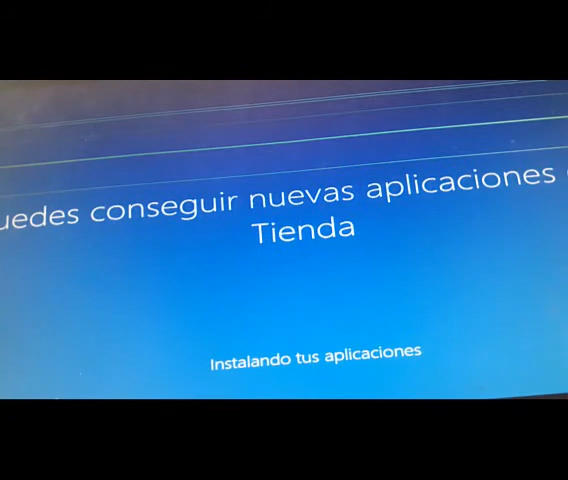 uedes conseguir nuevas aplicaciones
Tienda
Instalando tus aplicaciones